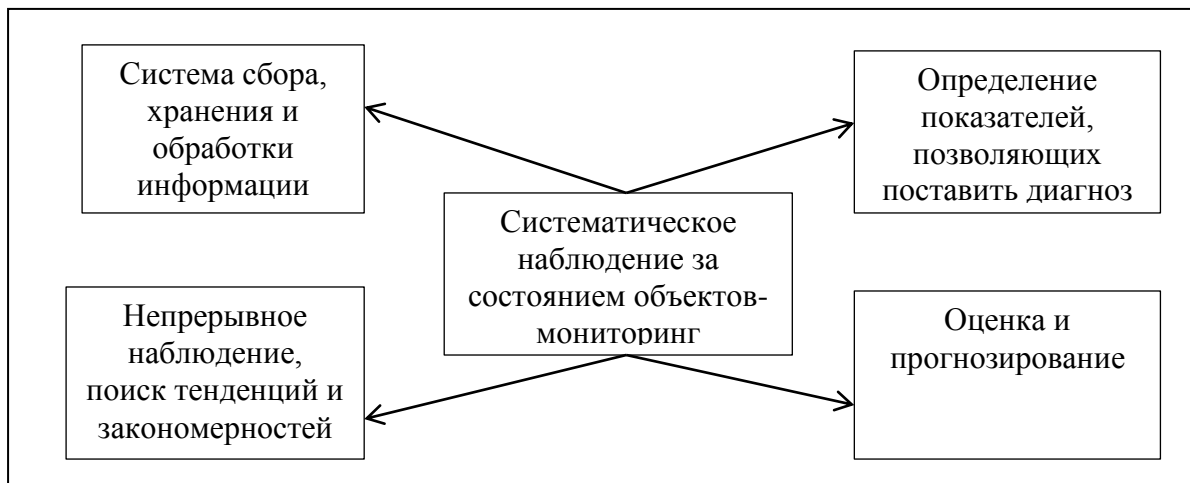 Система сбора,
хранения и
обработки
информации
Определение
показателей,
позволяющих
поставить диагноз
Систематическое
наблюдение за
состоянием объектов-
мониторинг
Непрерывное
наблюдение,
поиск тенденций и
закономерностей
Оценка и
прогнозирование